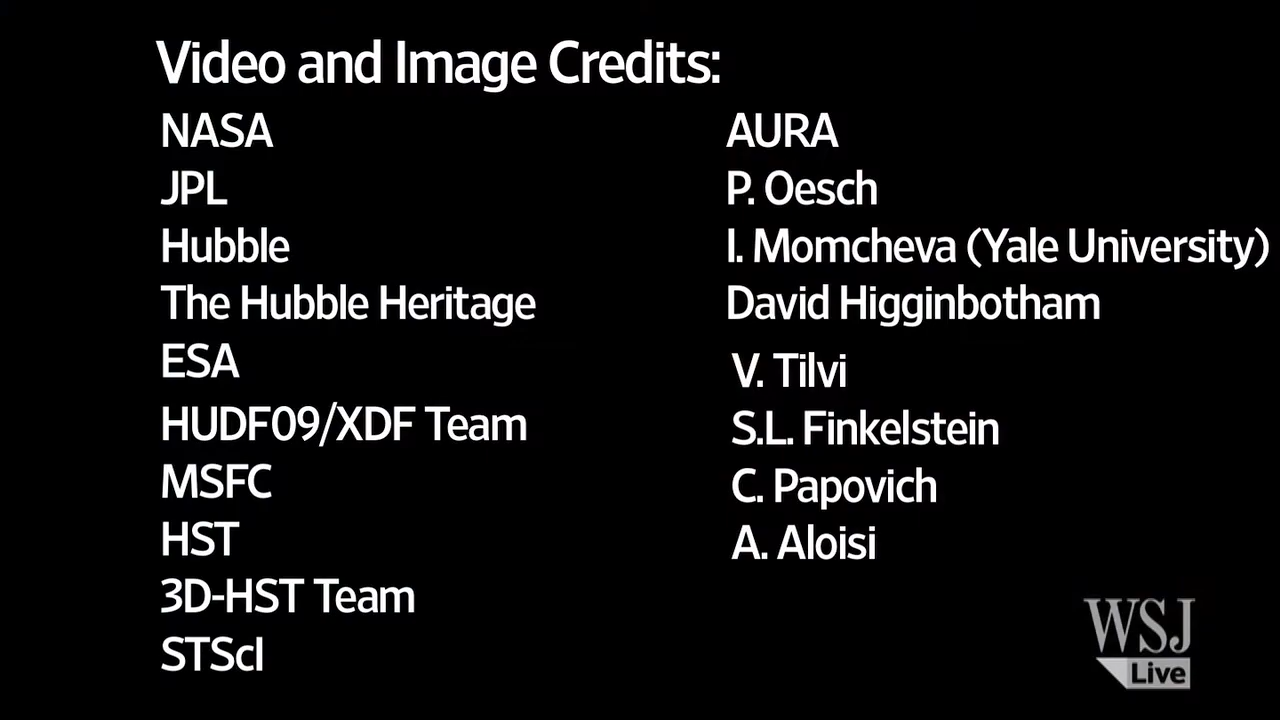 Video and Image Credits:
NASA
JPL
Hubble
The Hubble Heritage
ESA
HUDF09/XDF Team
MSFC
HST
3D-HST Team
STScI
AURA
P. Oesch
I. Momcheva (Yale University)
David Higginbotham
V. Tilvi
S.L. Finkelstein
C. Papovich
A. Aloisi
WSJ
Live